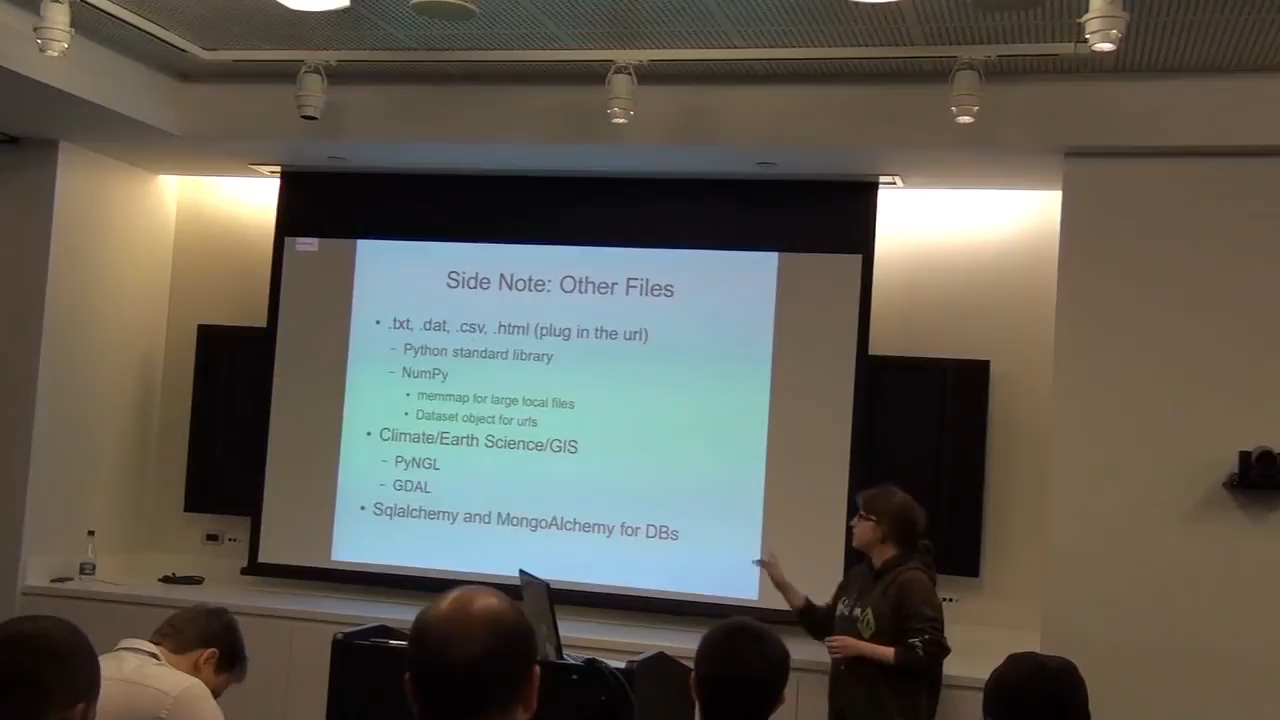 Side Note: Other Files
• .txt, .dat, .csv, .html (plug in the url)
– Python standard library
– NumPy
• memmap for large local files
• Dataset object for urls
• Climate/Earth Science/GIS
– PyNGL
– GDAL
• Sqlalchemy and MongoAlchemy for DBs